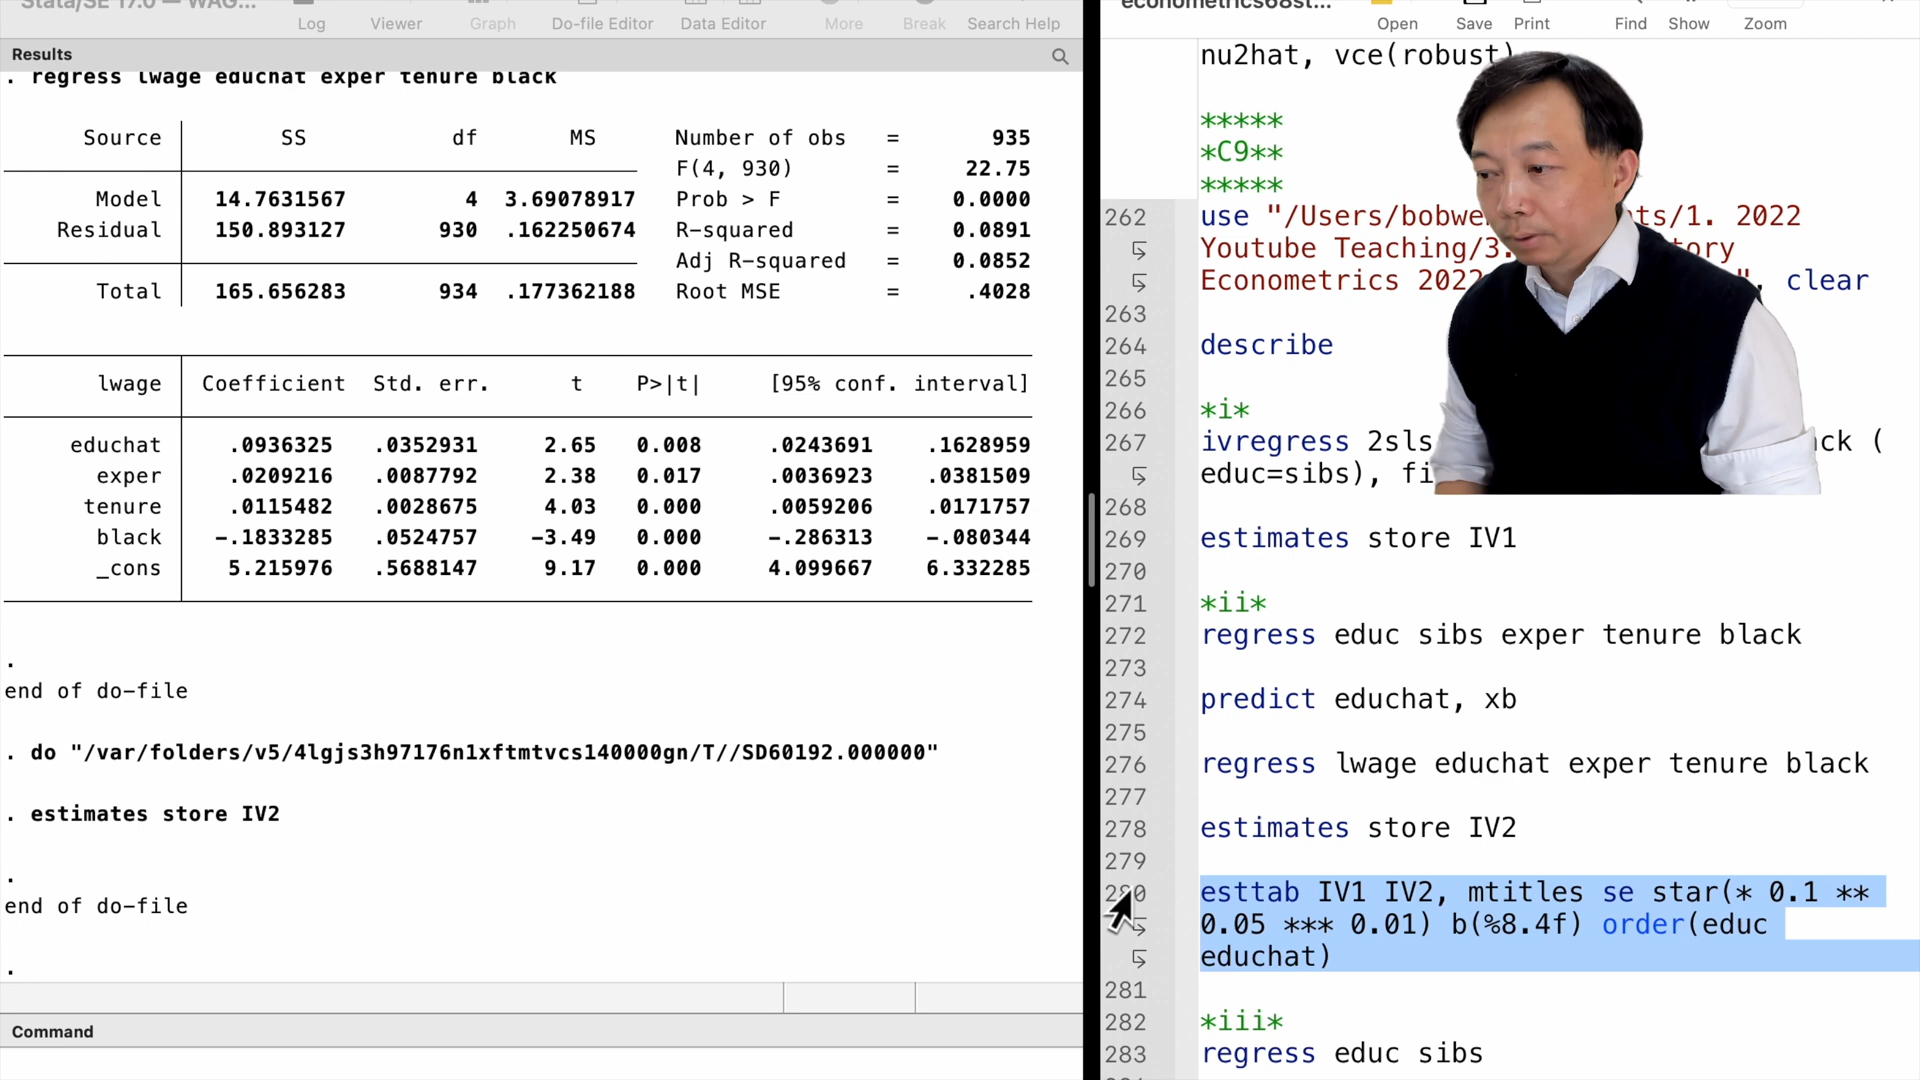 Stata/SE 17.0 — WAG...
Log Viewer Graph Do-file Editor Data Editor More Break Search Help
Results
. regress lwage educhat exper tenure black
Source SS df MS Number of obs = 935
F(4, 930) = 22.75
Model 14.7631567 4 3.69078917 Prob > F = 0.0000
Residual 150.893127 930 .162250674 R-squared = 0.0891
Adj R-squared = 0.0852
Total 165.656283 934 .177362188 Root MSE = .4028
lwage Coefficient Std. err. t P>|t| [95% conf. interval]
educhat .0936325 .0352931 2.65 0.008 .0243691 .1628959
exper .0209216 .0087792 2.38 0.017 .0036923 .0381509
tenure .0115482 .0028675 4.03 0.000 .0059206 .0171757
black -.1833285 .0524757 -3.49 0.000 -.286313 -.080344
_cons 5.215976 .5688147 9.17 0.000 4.099667 6.332285
.
end of do-file
. do "/var/folders/v5/4lgjs3h97176n1xftmtvcs140000gn/T//SD60192.000000"
. estimates store IV2
.
end of do-file
.
Command
econometrics68st...
Open Save Print Find Show Zoom
nu2hat, vce(robust)
*****
*C9**
*****
262 use "/Users/bobwe ts/1. 2022
Youtube Teaching/3. tory
Econometrics 202 ", clear
263
264 describe
265
266 *i*
267 ivregress 2sls ck (
educ=sibs), fi
268
269 estimates store IV1
270
271 *ii*
272 regress educ sibs exper tenure black
273
274 predict educhat, xb
275
276 regress lwage educhat exper tenure black
277
278 estimates store IV2
279
280 esttab IV1 IV2, mtitles se star(* 0.1 **
0.05 *** 0.01) b(%8.4f) order(educ
educhat)
281
282 *iii*
283 regress educ sibs